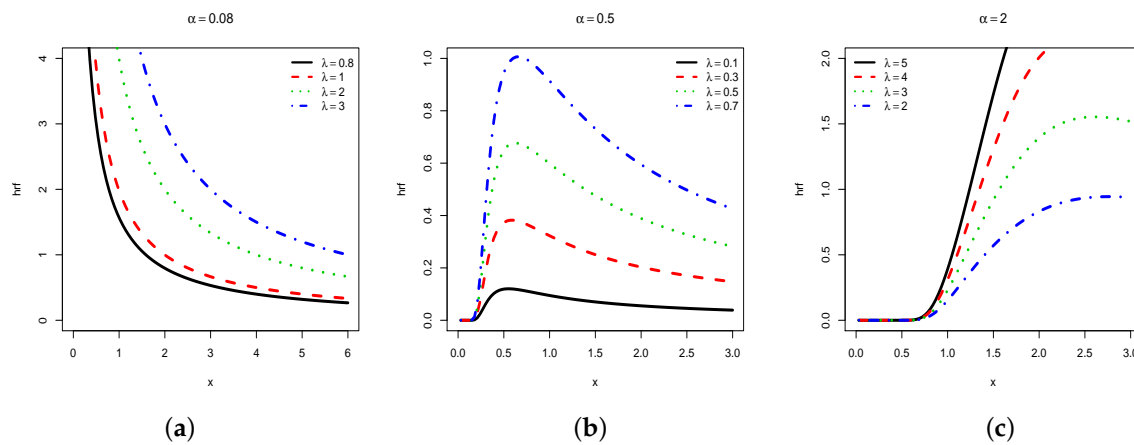 α = 0.08
hrf
4
3
2
1
0
λ = 0.8
λ = 1
λ = 2
λ = 3
0 1 2 3 4 5 6
x
(a)
α = 0.5
hrf
1.0
0.8
0.6
0.4
0.2
0.0
λ = 0.1
λ = 0.3
λ = 0.5
λ = 0.7
0.0 0.5 1.0 1.5 2.0 2.5 3.0
x
(b)
α = 2
hrf
2.0
1.5
1.0
0.5
0.0
λ = 5
λ = 4
λ = 3
λ = 2
0.0 0.5 1.0 1.5 2.0 2.5 3.0
x
(c)